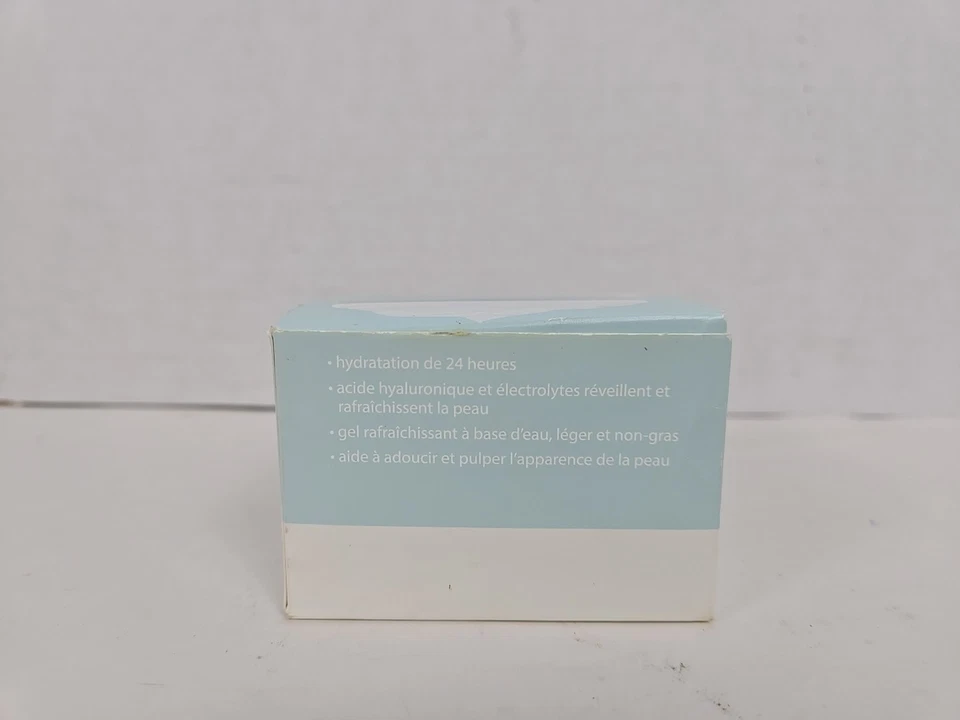 • hydratation de 24 heures
• acide hyaluronique et électrolytes réveillent et
rafraîchissent la peau
• gel rafraîchissant à base d'eau, léger et non-gras
• aide à adoucir et pulper l'apparence de la peau